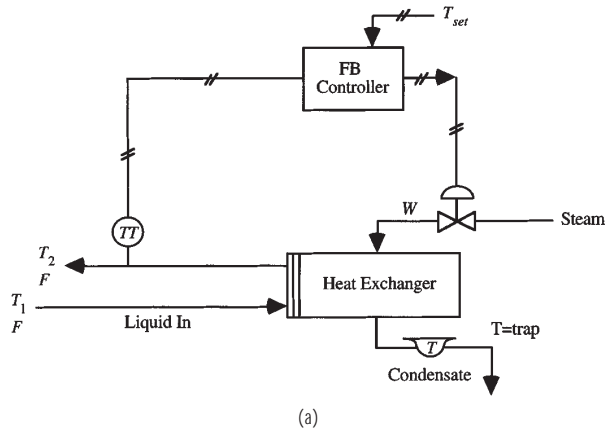 T_set
FB
Controller
W
Steam
TT
T_2
F
Heat Exchanger
T_1
F
Liquid In
T=trap
T
Condensate
(a)